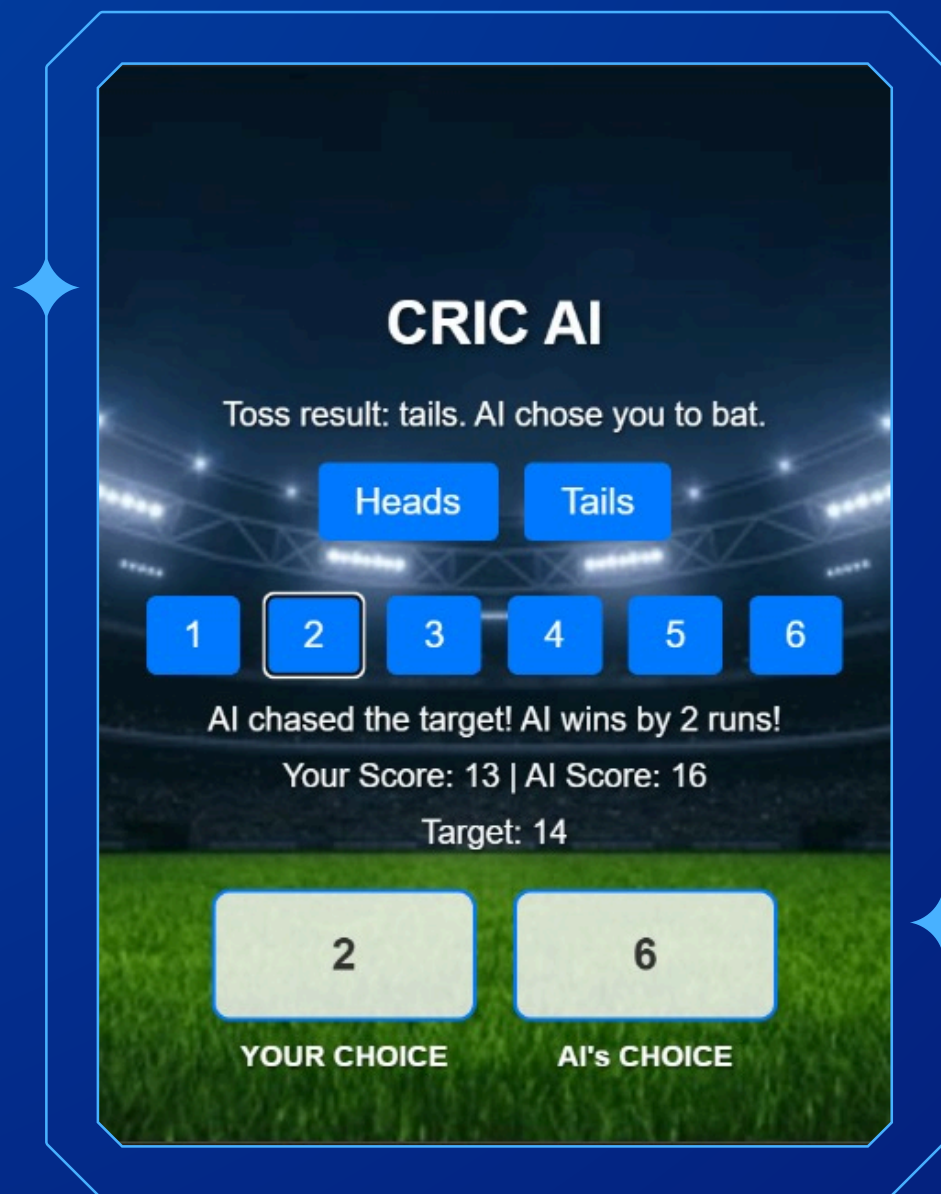 CRIC AI
Toss result: tails. AI chose you to bat.
Heads Tails
1 2 3 4 5 6
AI chased the target! AI wins by 2 runs!
Your Score: 13 | AI Score: 16
Target: 14
2 6
YOUR CHOICE AI's CHOICE